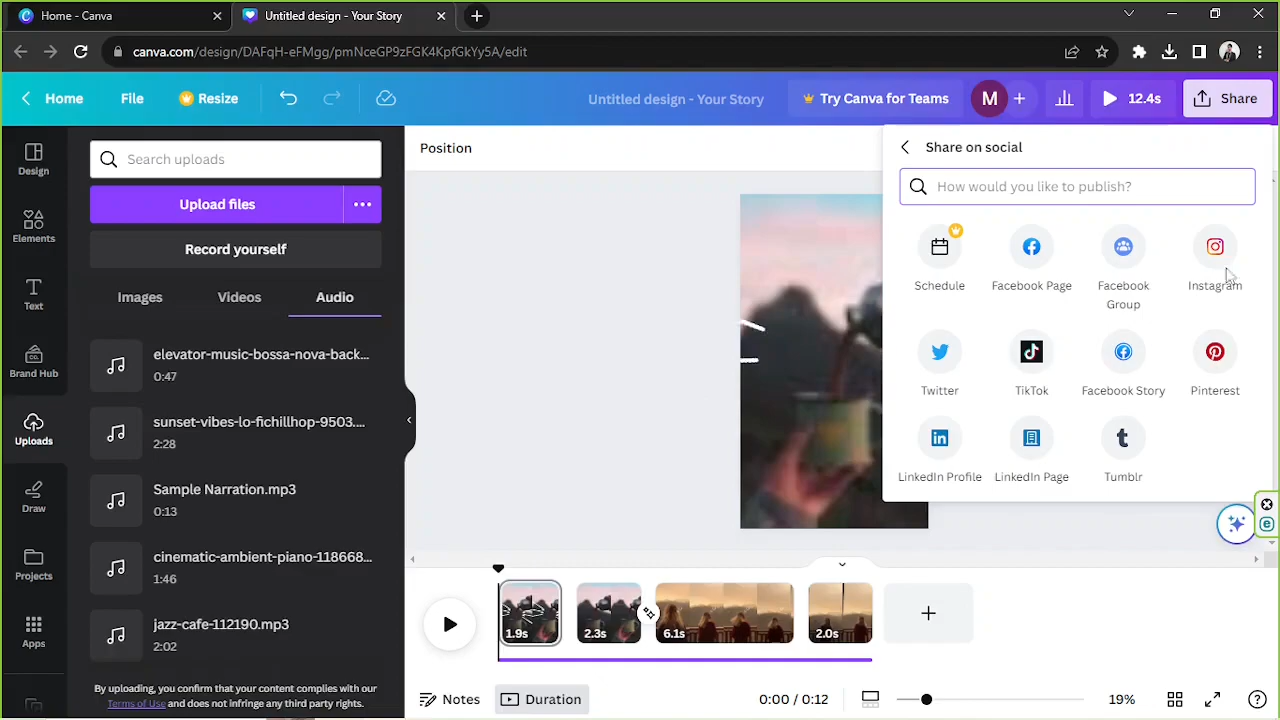 Home - Canva
Untitled design - Your Story
canva.com/design/DAFqH-eFMgg/pmNceGP9zFGK4KpfGkYy5A/edit
Home
File
Resize
Untitled design - Your Story
Try Canva for Teams
M
12.4s
Share
Design
Elements
Text
Brand Hub
Uploads
Draw
Projects
Apps
Search uploads
Upload files
Record yourself
Images
Videos
Audio
elevator-music-bossa-nova-back...
0:47
sunset-vibes-lo-fichillhop-9503....
2:28
Sample Narration.mp3
0:13
cinematic-ambient-piano-118668...
1:46
jazz-cafe-112190.mp3
2:02
By uploading, you confirm that your content complies with our
Terms of Use and does not infringe any third party rights.
Position
Share on social
How would you like to publish?
Schedule
Facebook Page
Facebook
Group
Instagram
Twitter
TikTok
Facebook Story
Pinterest
LinkedIn Profile
LinkedIn Page
Tumblr
1.9s
2.3s
6.1s
2.0s
Notes
Duration
0:00 / 0:12
19%